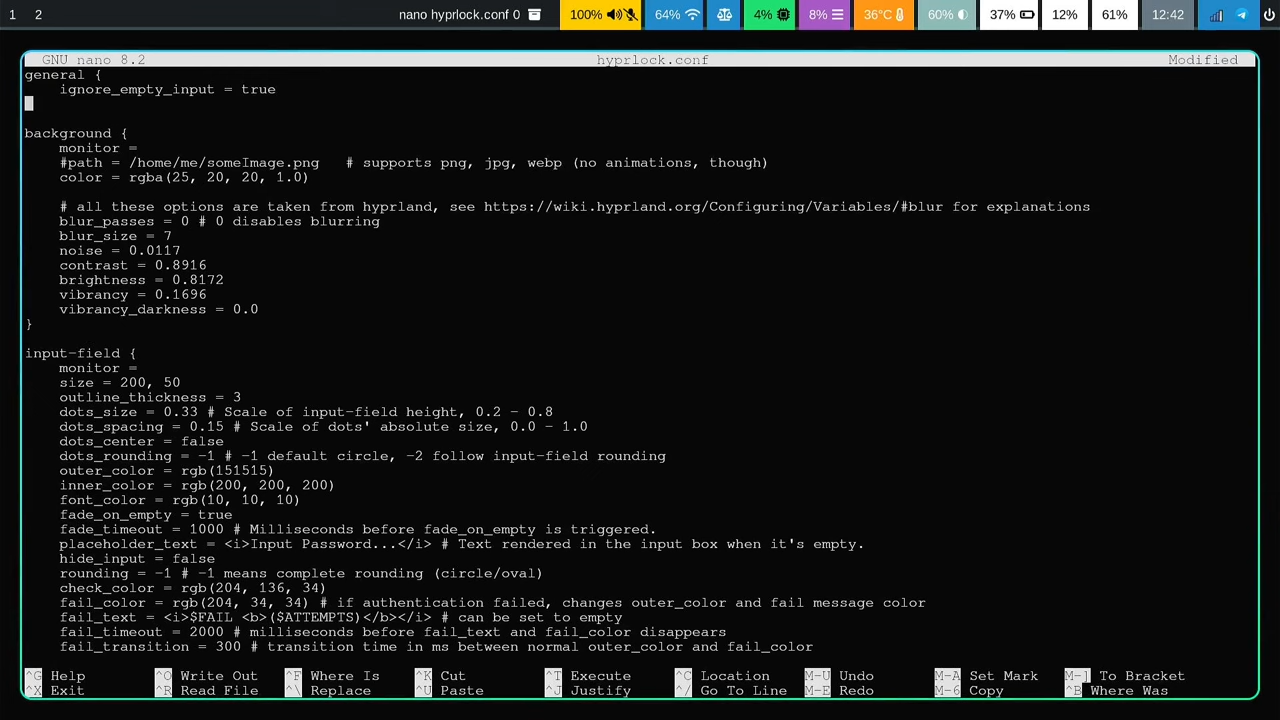 1 2 nano hyprlock.conf 0 100% 64% 4% 8% 36°C 60% 37% 12% 61% 12:42
GNU nano 8.2 hyprlock.conf Modified
general {
    ignore_empty_input = true

background {
    monitor =
    #path = /home/me/someImage.png   # supports png, jpg, webp (no animations, though)
    color = rgba(25, 20, 20, 1.0)

    # all these options are taken from hyprland, see https://wiki.hyprland.org/Configuring/Variables/#blur for explanations
    blur_passes = 0 # 0 disables blurring
    blur_size = 7
    noise = 0.0117
    contrast = 0.8916
    brightness = 0.8172
    vibrancy = 0.1696
    vibrancy_darkness = 0.0
}

input-field {
    monitor =
    size = 200, 50
    outline_thickness = 3
    dots_size = 0.33 # Scale of input-field height, 0.2 - 0.8
    dots_spacing = 0.15 # Scale of dots' absolute size, 0.0 - 1.0
    dots_center = false
    dots_rounding = -1 # -1 default circle, -2 follow input-field rounding
    outer_color = rgb(151515)
    inner_color = rgb(200, 200, 200)
    font_color = rgb(10, 10, 10)
    fade_on_empty = true
    fade_timeout = 1000 # Milliseconds before fade_on_empty is triggered.
    placeholder_text = <i>Input Password...</i> # Text rendered in the input box when it's empty.
    hide_input = false
    rounding = -1 # -1 means complete rounding (circle/oval)
    check_color = rgb(204, 136, 34)
    fail_color = rgb(204, 34, 34) # if authentication failed, changes outer_color and fail message color
    fail_text = <i>$FAIL <b>($ATTEMPTS)</b></i> # can be set to empty
    fail_timeout = 2000 # milliseconds before fail_text and fail_color disappears
    fail_transition = 300 # transition time in ms between normal outer_color and fail_color
^G Help ^O Write Out ^F Where Is ^K Cut ^T Execute ^C Location M-U Undo M-A Set Mark M-] To Bracket
^X Exit ^R Read File ^\ Replace ^U Paste ^J Justify ^/ Go To Line M-E Redo M-6 Copy ^B Where Was